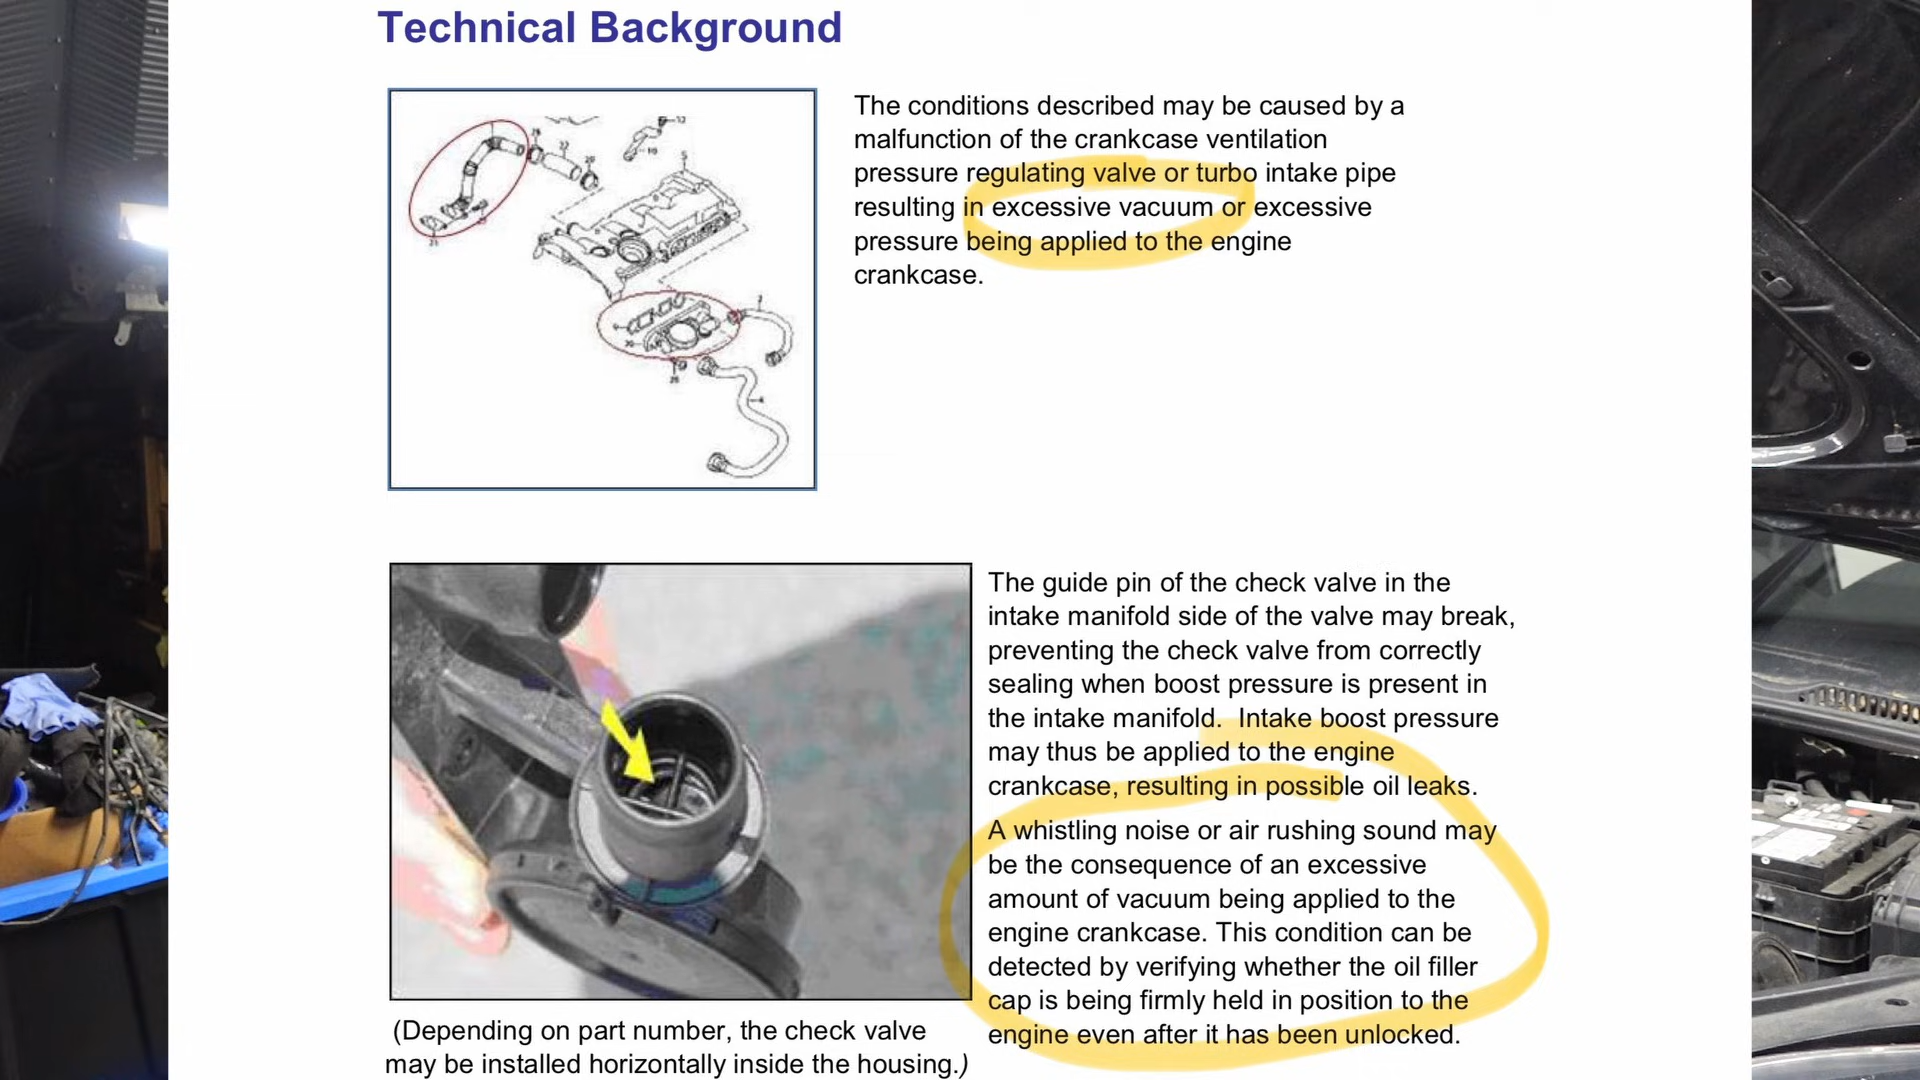 Technical Background
The conditions described may be caused by a
malfunction of the crankcase ventilation
pressure regulating valve or turbo intake pipe
resulting in excessive vacuum or excessive
pressure being applied to the engine
crankcase.
The guide pin of the check valve in the
intake manifold side of the valve may break,
preventing the check valve from correctly
sealing when boost pressure is present in
the intake manifold.  Intake boost pressure
may thus be applied to the engine
crankcase, resulting in possible oil leaks.
A whistling noise or air rushing sound may
be the consequence of an excessive
amount of vacuum being applied to the
engine crankcase. This condition can be
detected by verifying whether the oil filler
cap is being firmly held in position to the
engine even after it has been unlocked.
(Depending on part number, the check valve
may be installed horizontally inside the housing.)